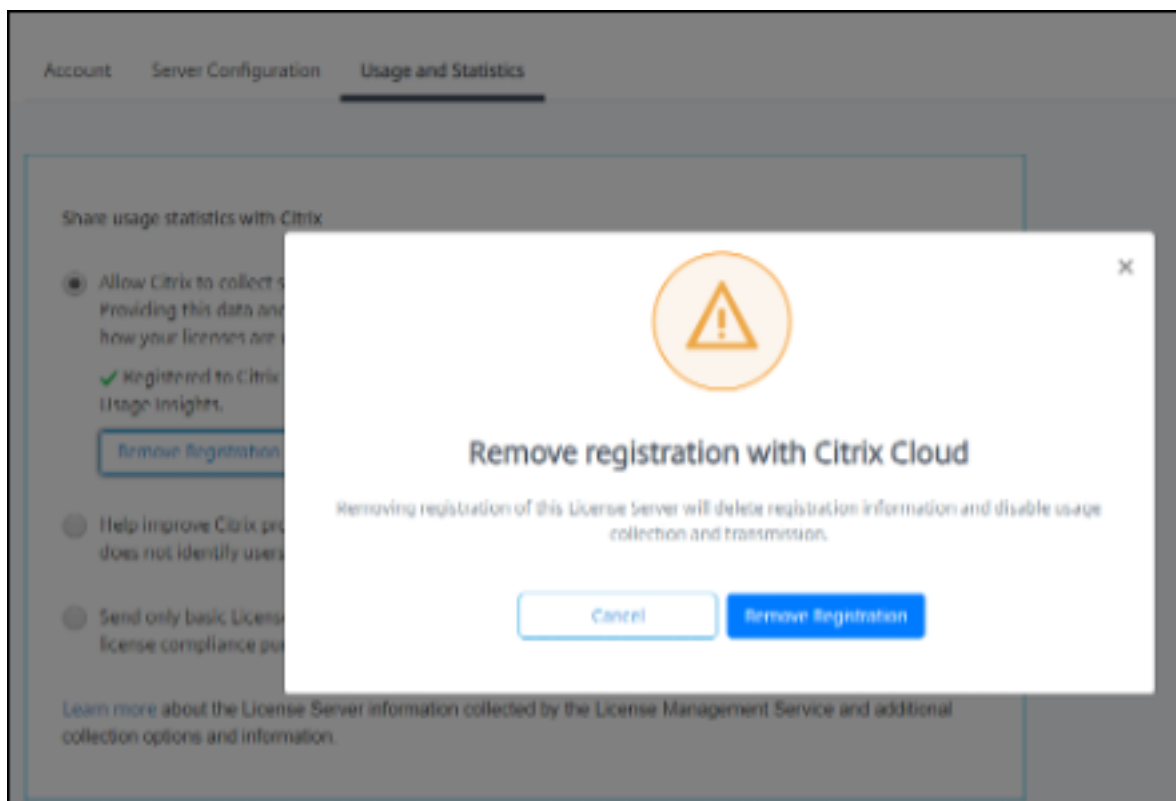 Account Server Configuration Usage and Statistics
Share usage statistics with Citrix
Allow Citrix to collect s
Providing this data and
how your licenses are
Registered to Citrix
Usage Insights.
Remove Registration
Help improve Citrix pro
does not identify users
Send only basic Licens
license compliance pu
Learn more about the License Server information collected by the License Management Service and additional
collection options and information.
Remove registration with Citrix Cloud
Removing registration of this License Server will delete registration information and disable usage
collection and transmission.
Cancel Remove Registration